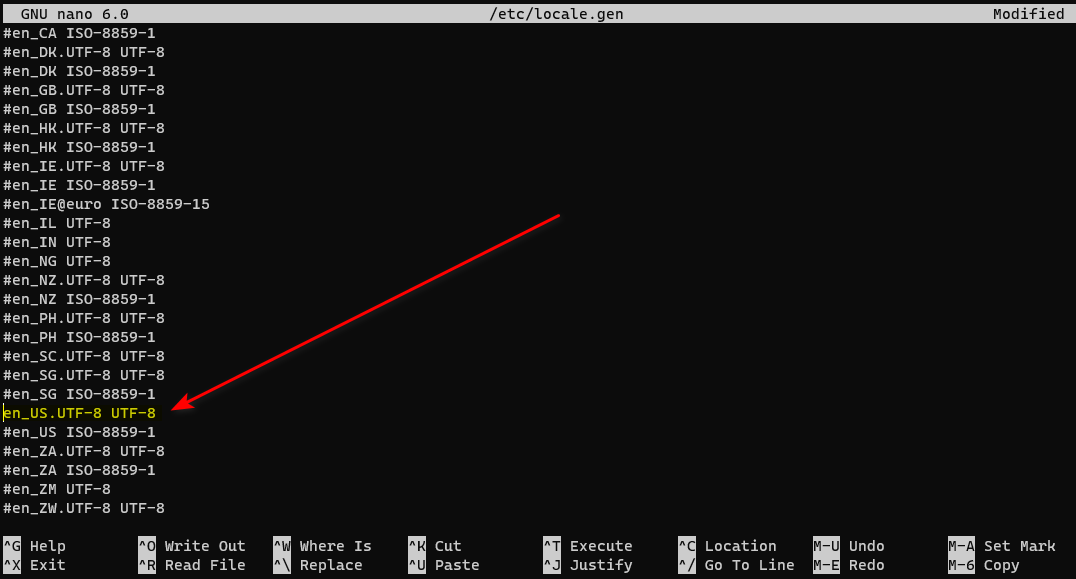 GNU nano 6.0 /etc/locale.gen Modified
#en_CA ISO-8859-1
#en_DK.UTF-8 UTF-8
#en_DK ISO-8859-1
#en_GB.UTF-8 UTF-8
#en_GB ISO-8859-1
#en_HK.UTF-8 UTF-8
#en_HK ISO-8859-1
#en_IE.UTF-8 UTF-8
#en_IE ISO-8859-1
#en_IE@euro ISO-8859-15
#en_IL UTF-8
#en_IN UTF-8
#en_NG UTF-8
#en_NZ.UTF-8 UTF-8
#en_NZ ISO-8859-1
#en_PH.UTF-8 UTF-8
#en_PH ISO-8859-1
#en_SC.UTF-8 UTF-8
#en_SG.UTF-8 UTF-8
#en_SG ISO-8859-1
en_US.UTF-8 UTF-8
#en_US ISO-8859-1
#en_ZA.UTF-8 UTF-8
#en_ZA ISO-8859-1
#en_ZM UTF-8
#en_ZW.UTF-8 UTF-8
^G Help ^O Write Out ^W Where Is ^K Cut ^T Execute ^C Location M-U Undo M-A Set Mark
^X Exit ^R Read File ^\ Replace ^U Paste ^J Justify ^/ Go To Line M-E Redo M-6 Copy